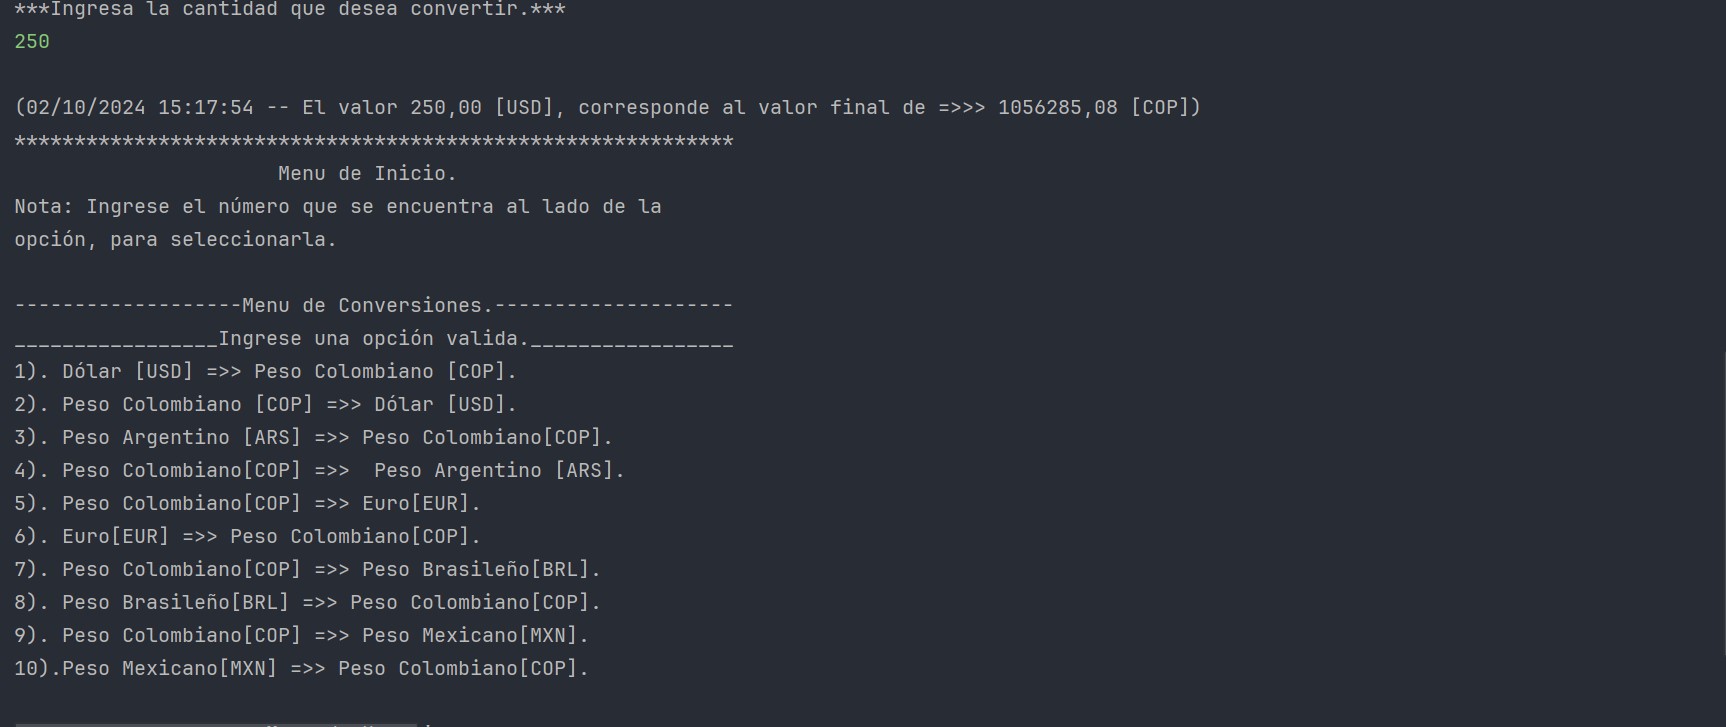 ***Ingresa la cantidad que desea convertir.***
250
(02/10/2024 15:17:54 -- El valor 250,00 [USD], corresponde al valor final de =>>> 1056285,08 [COP])
************************************************************
Menu de Inicio.
Nota: Ingrese el número que se encuentra al lado de la
opción, para seleccionarla.
-------------------Menu de Conversiones.--------------------
_________________Ingrese una opción valida._________________
1). Dólar [USD] =>> Peso Colombiano [COP].
2). Peso Colombiano [COP] =>> Dólar [USD].
3). Peso Argentino [ARS] =>> Peso Colombiano[COP].
4). Peso Colombiano[COP] =>>  Peso Argentino [ARS].
5). Peso Colombiano[COP] =>> Euro[EUR].
6). Euro[EUR] =>> Peso Colombiano[COP].
7). Peso Colombiano[COP] =>> Peso Brasileño[BRL].
8). Peso Brasileño[BRL] =>> Peso Colombiano[COP].
9). Peso Colombiano[COP] =>> Peso Mexicano[MXN].
10).Peso Mexicano[MXN] =>> Peso Colombiano[COP].